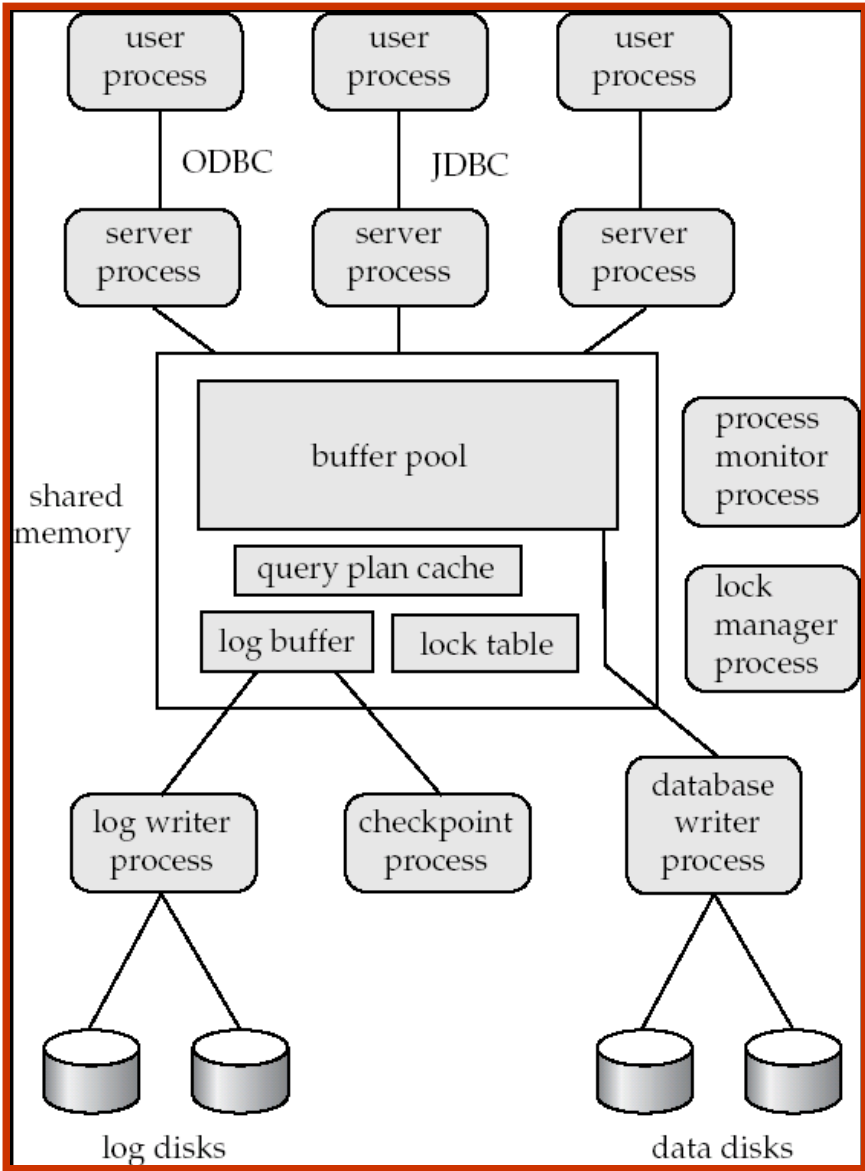 user
process
user
process
user
process
ODBC
JDBC
server
process
server
process
server
process
shared
memory
buffer pool
query plan cache
log buffer
lock table
process
monitor
process
lock
manager
process
log writer
process
checkpoint
process
database
writer
process
log disks
data disks